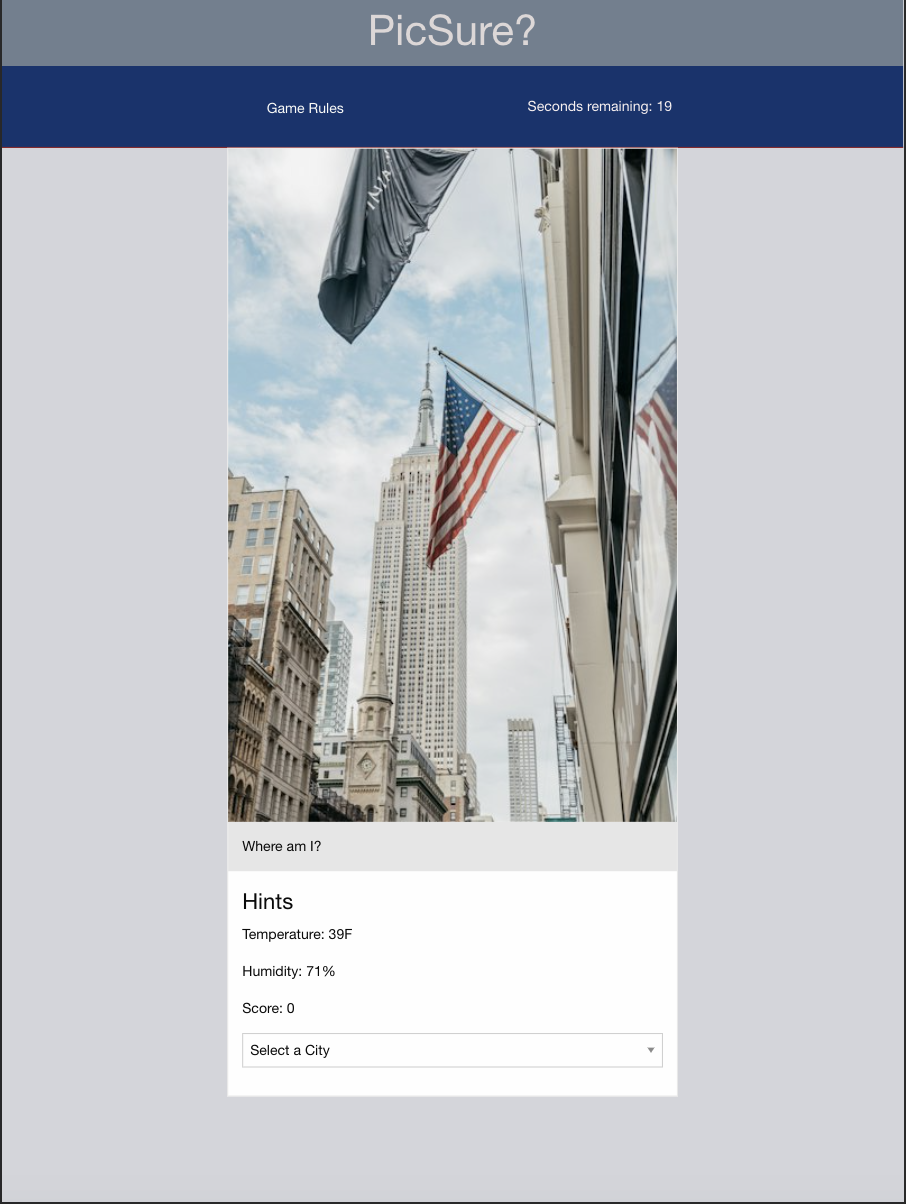 PicSure?
Game Rules
Seconds remaining: 19
Where am I?
Hints
Temperature: 39F
Humidity: 71%
Score: 0
Select a City